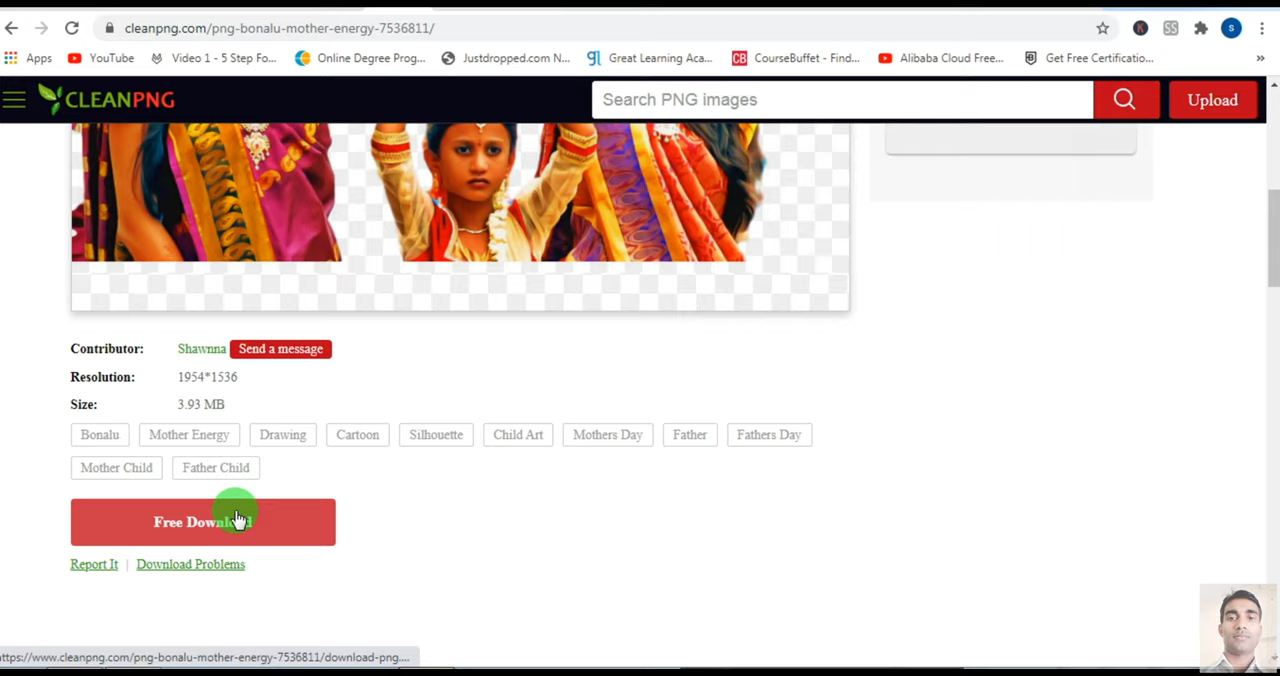 cleanpng.com/png-bonalu-mother-energy-7536811/
SS
S
Apps YouTube Video 1 - 5 Step Fo... Online Degree Prog... Justdropped.com N... Great Learning Aca... CourseBuffet - Find... Alibaba Cloud Free... Get Free Certificatio... »
CLEANPNG Search PNG images Upload
Contributor: Shawnna Send a message
Resolution: 1954*1536
Size: 3.93 MB
Bonalu Mother Energy Drawing Cartoon Silhouette Child Art Mothers Day Father Fathers Day
Mother Child Father Child
Free Download
Report It | Download Problems
https://www.cleanpng.com/png-bonalu-mother-energy-7536811/download-png....